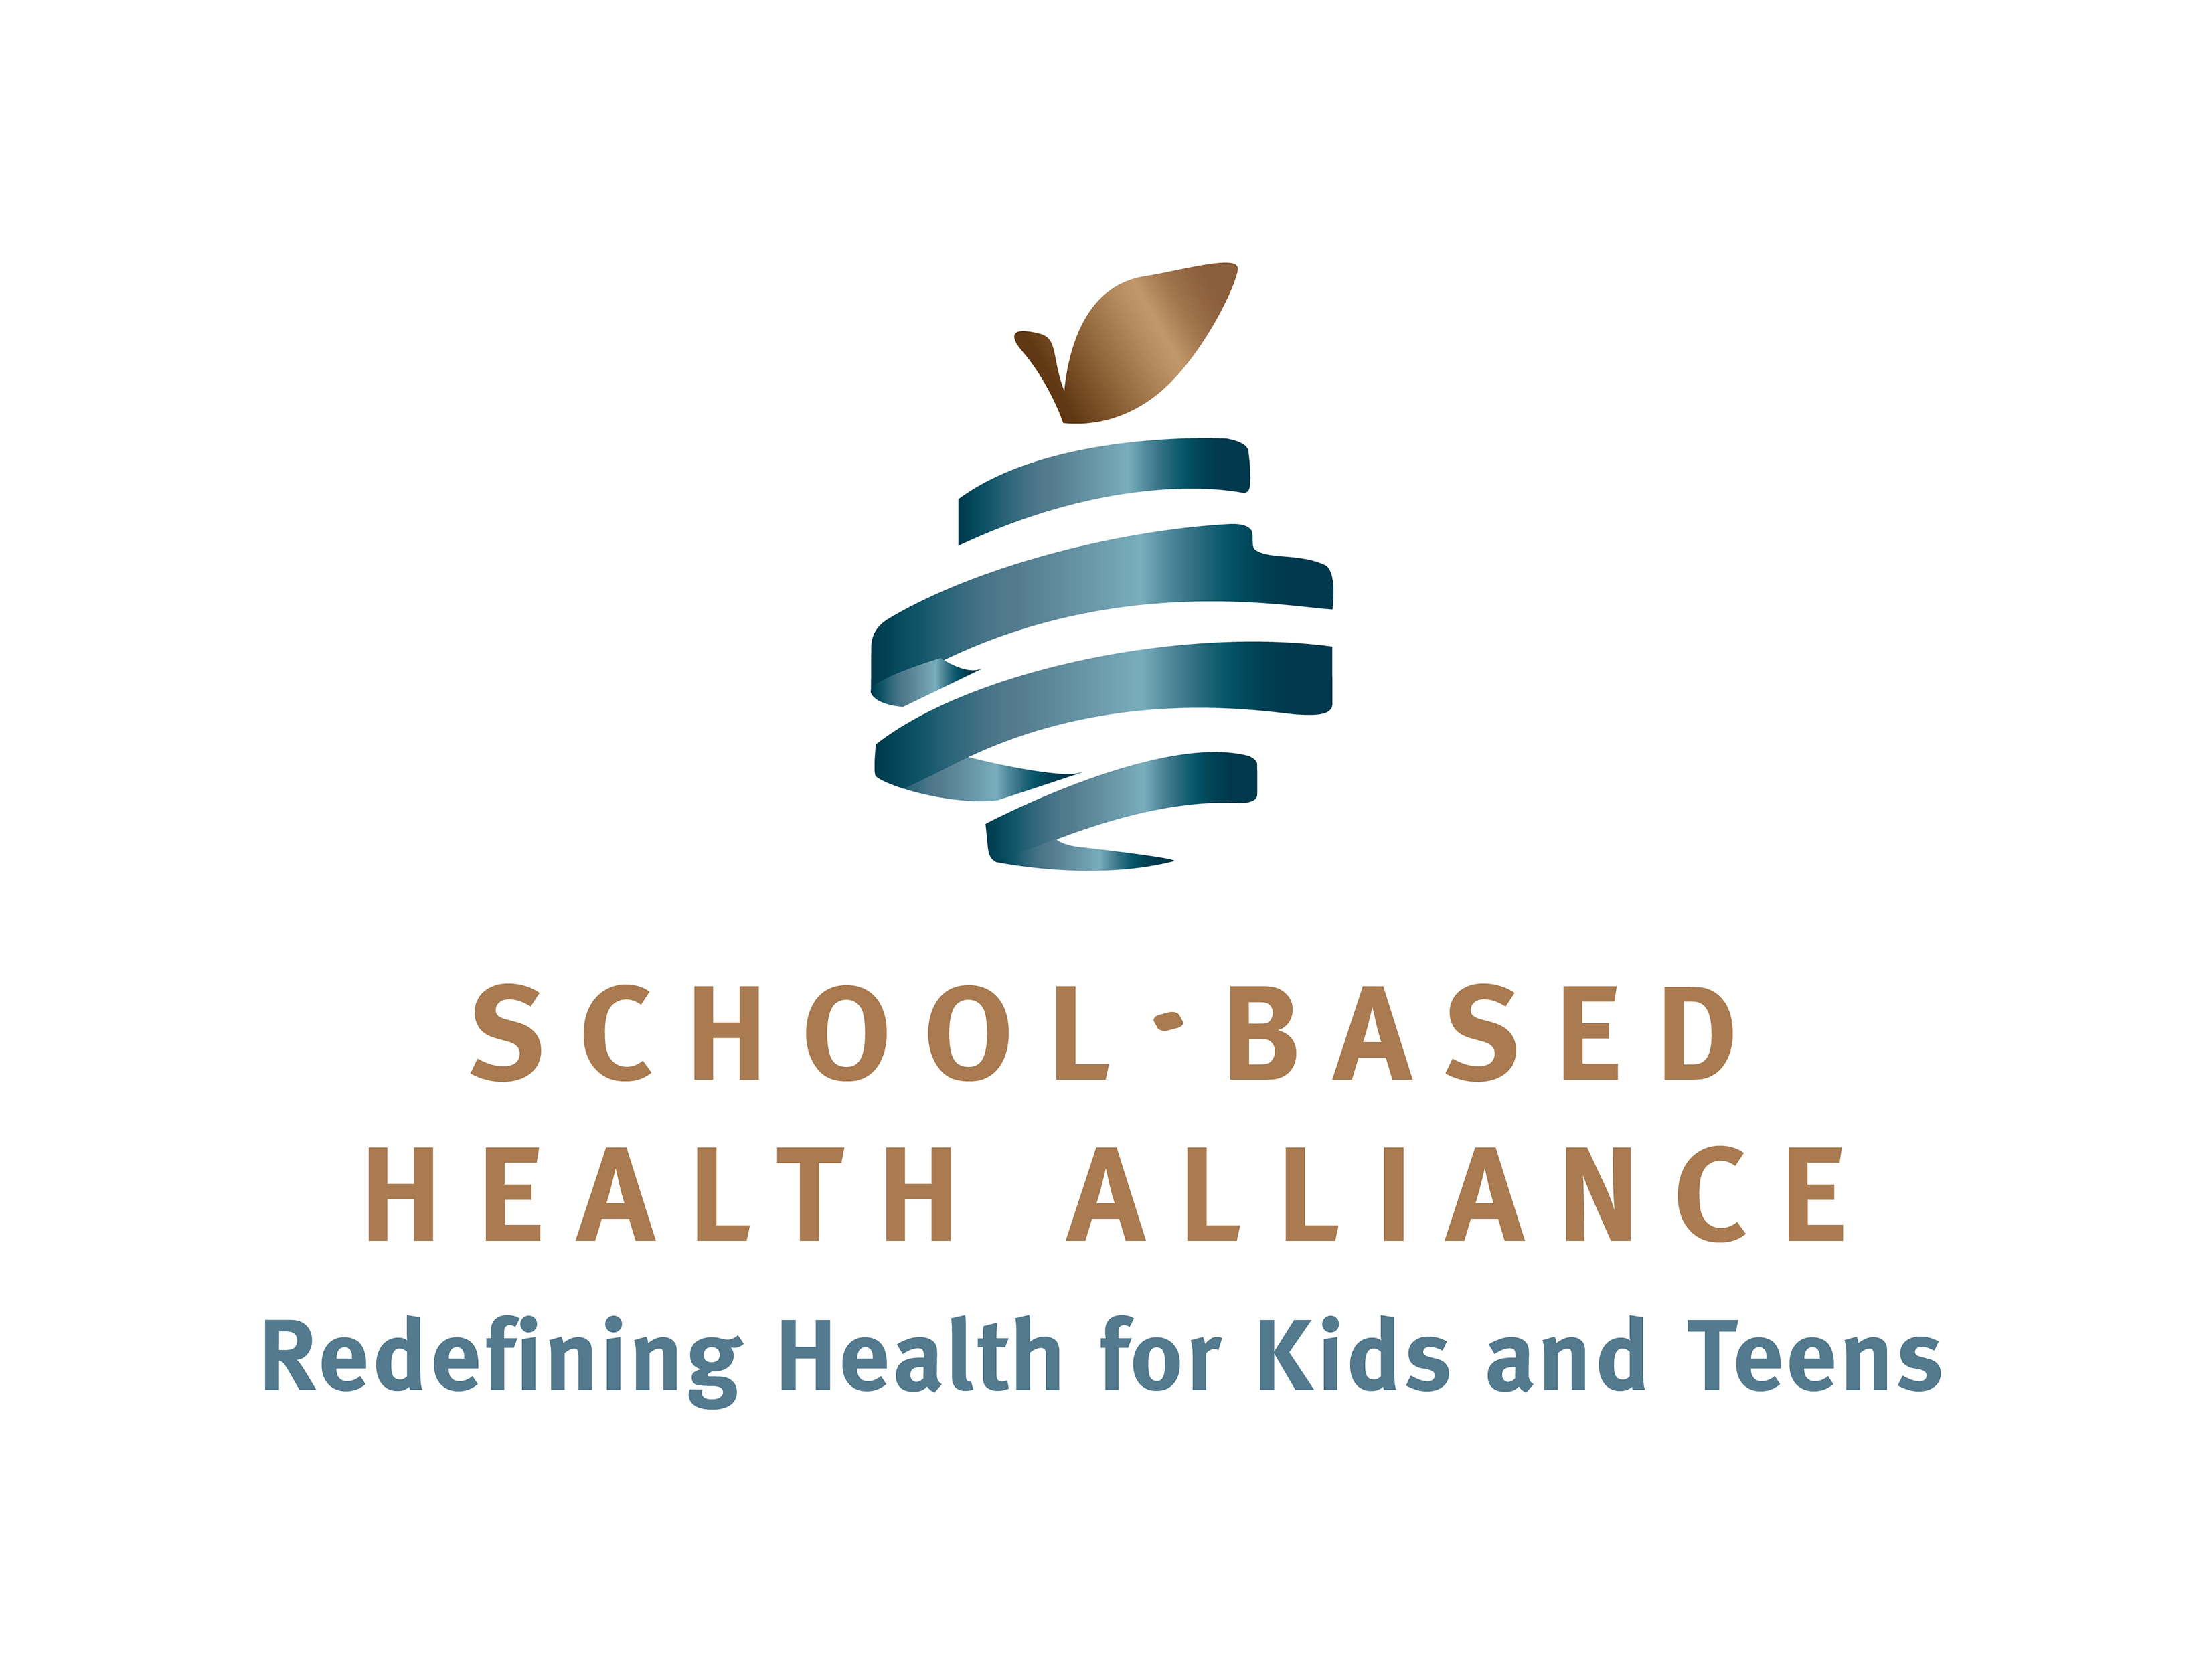 SCHOOL-BASED
HEALTH ALLIANCE
Redefining Health for Kids and Teens